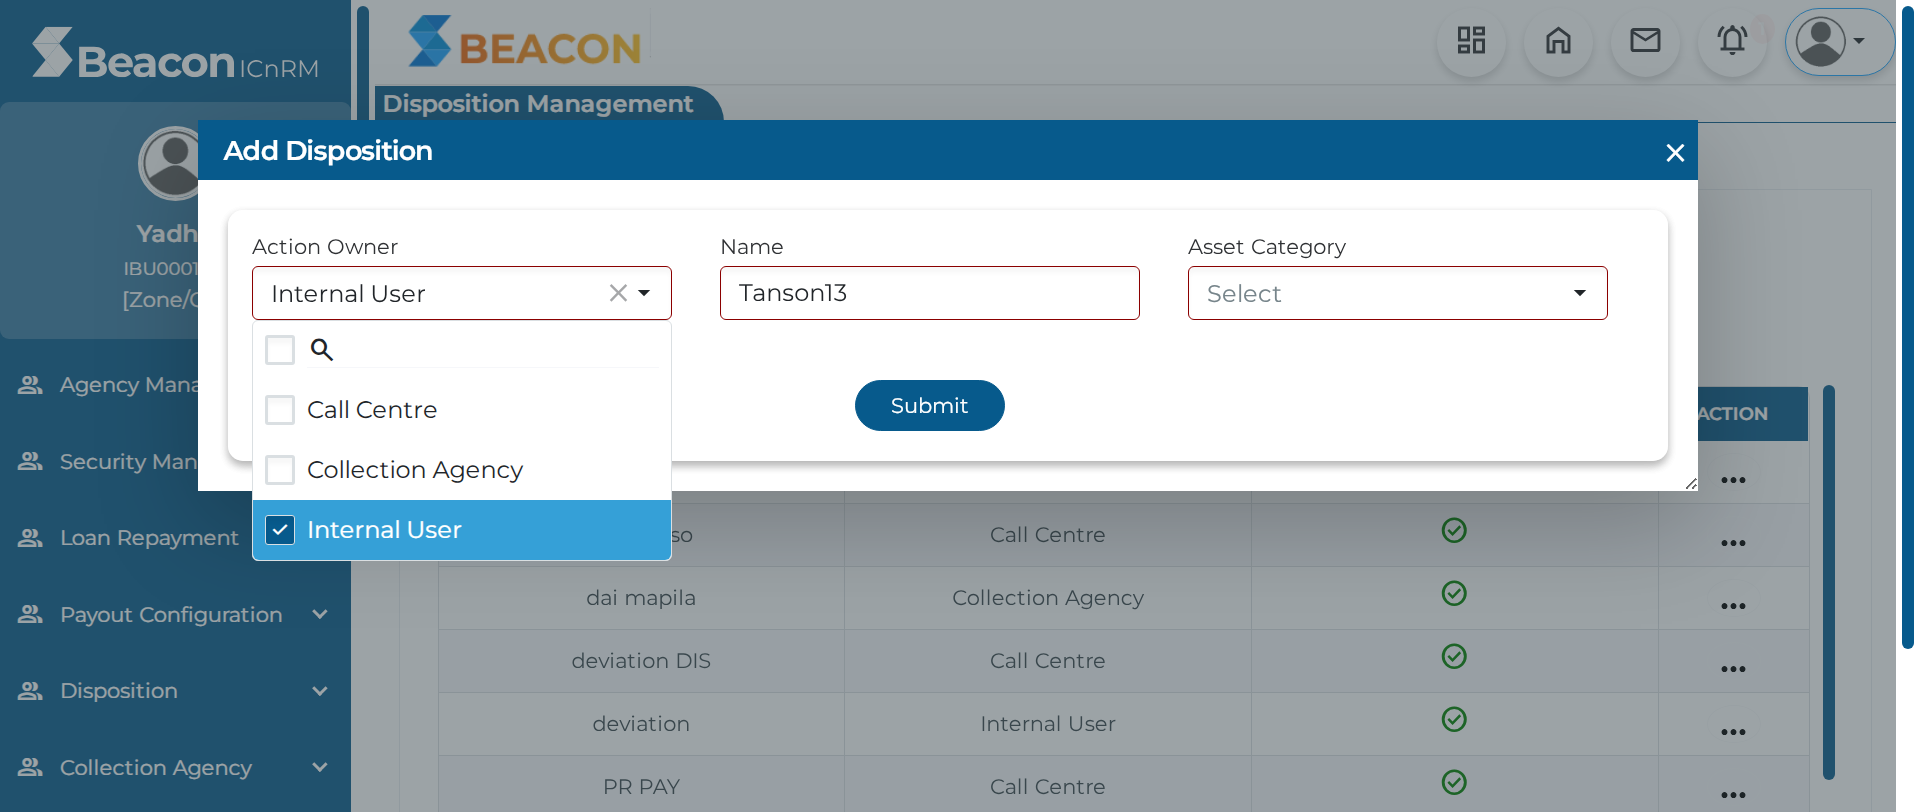 Beacon ICnRM
BEACON
Disposition Management
Add Disposition
Yadh
IBU0001
[Zone/
Action Owner
Name
Asset Category
Internal User
Tanson13
Select
Call Centre
Collection Agency
Internal User
Submit
Agency Mana
Security Man
Loan Repayment
Payout Configuration
Disposition
Collection Agency
ACTION
so
Call Centre
dai mapila
Collection Agency
deviation DIS
Call Centre
deviation
Internal User
PR PAY
Call Centre